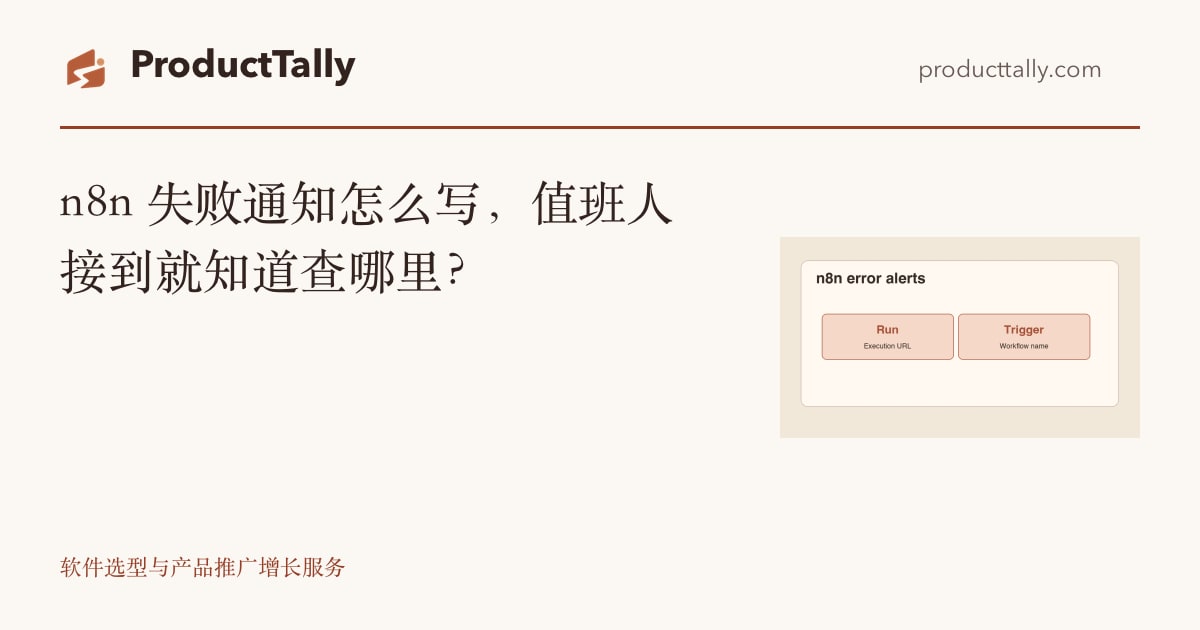 ProductTally
producttally.com
n8n 失败通知怎么写，值班人
接到就知道查哪里？
n8n error alerts
Run
Execution URL
Trigger
Workflow name
软件选型与产品推广增长服务